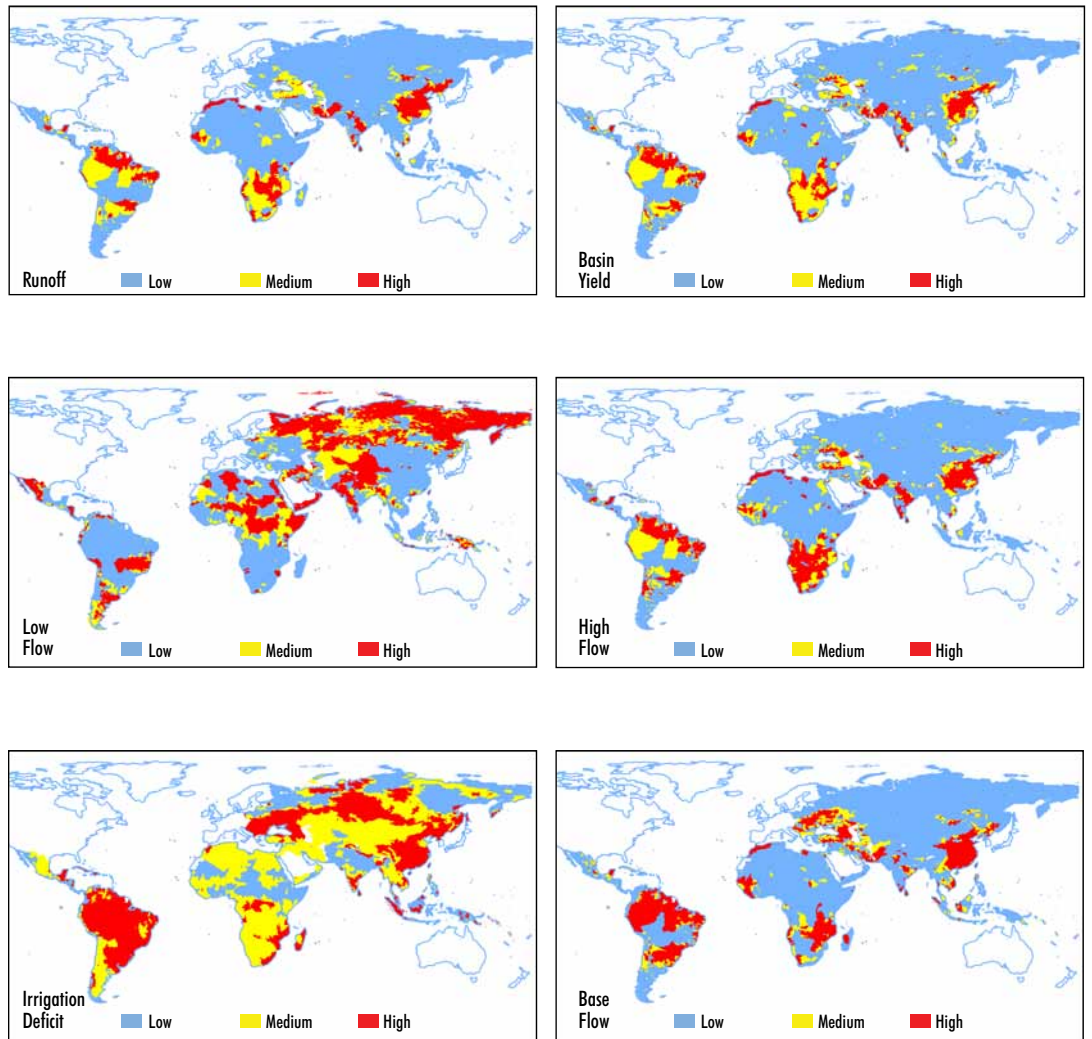 Runoff
Low Medium High
Basin
Yield
Low Medium High
Low
Flow
Low Medium High
High
Flow
Low Medium High
Irrigation
Deficit
Low Medium High
Base
Flow
Low Medium High